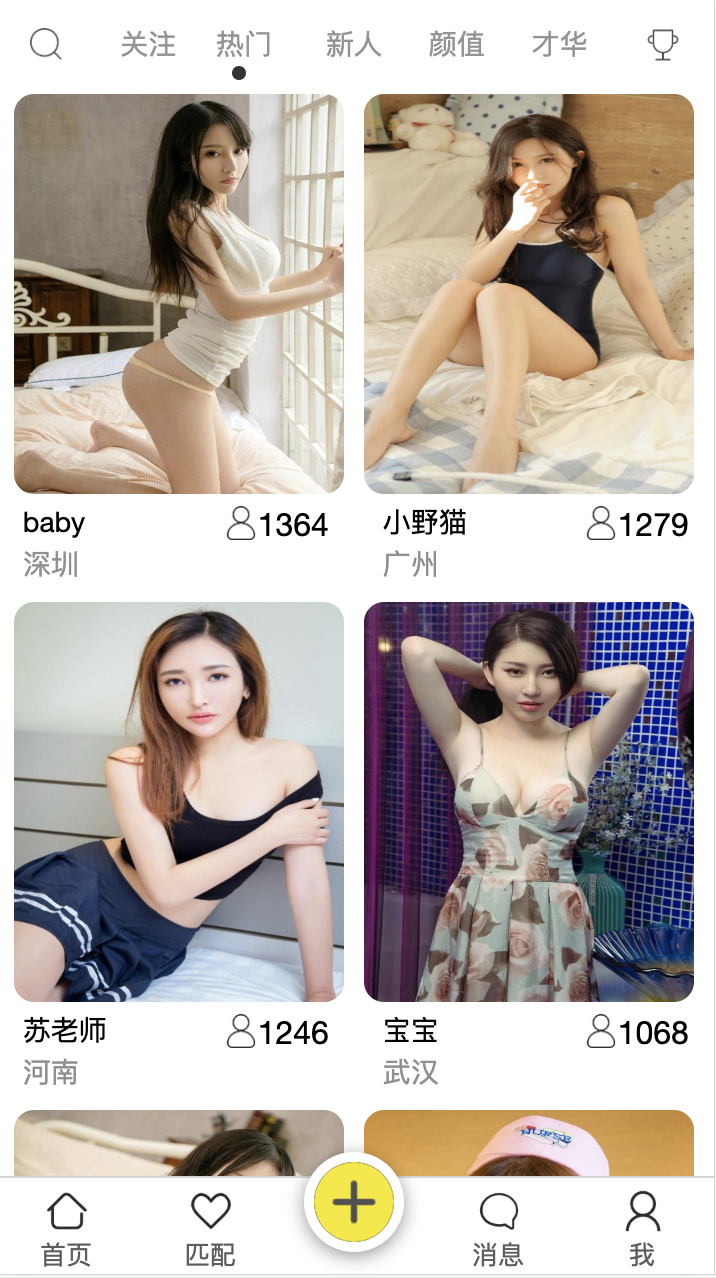 关注 热门 新人 颜值 才华
baby 1364 小野猫 1279
深圳 广州
苏老师 1246 宝宝 1068
河南 武汉
NURSE
首页 匹配 消息 我